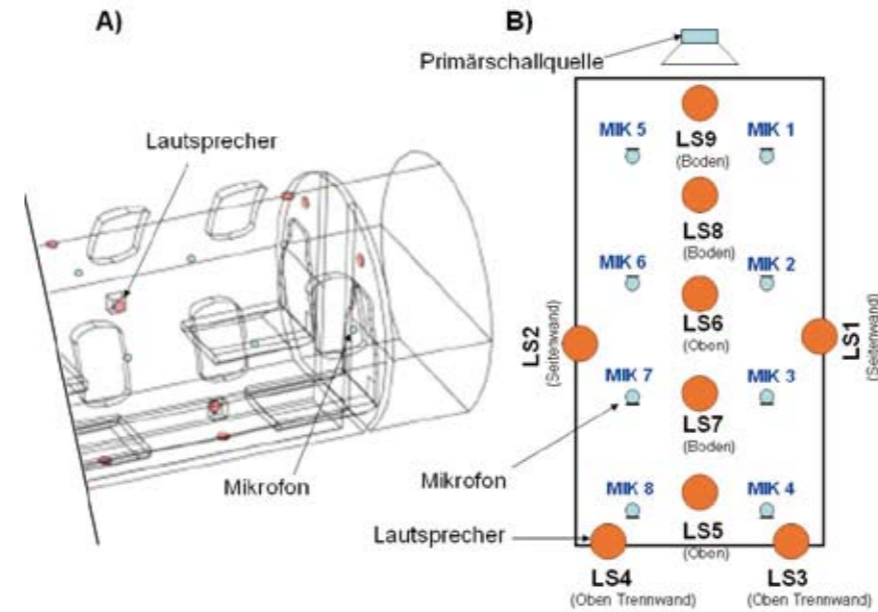 A)
Lautsprecher
Mikrofon
B)
Primärschallquelle
MIK 5
LS9
(Boden)
MIK 1
LS8
(Boden)
MIK 6
MIK 2
LS6
(Oben)
LS2
(Seitenwand)
LS1
(Seitenwand)
MIK 7
MIK 3
LS7
(Boden)
Mikrofon
MIK 8
MIK 4
Lautsprecher
LS5
(Oben)
LS4
(Oben Trennwand)
LS3
(Oben Trennwand)